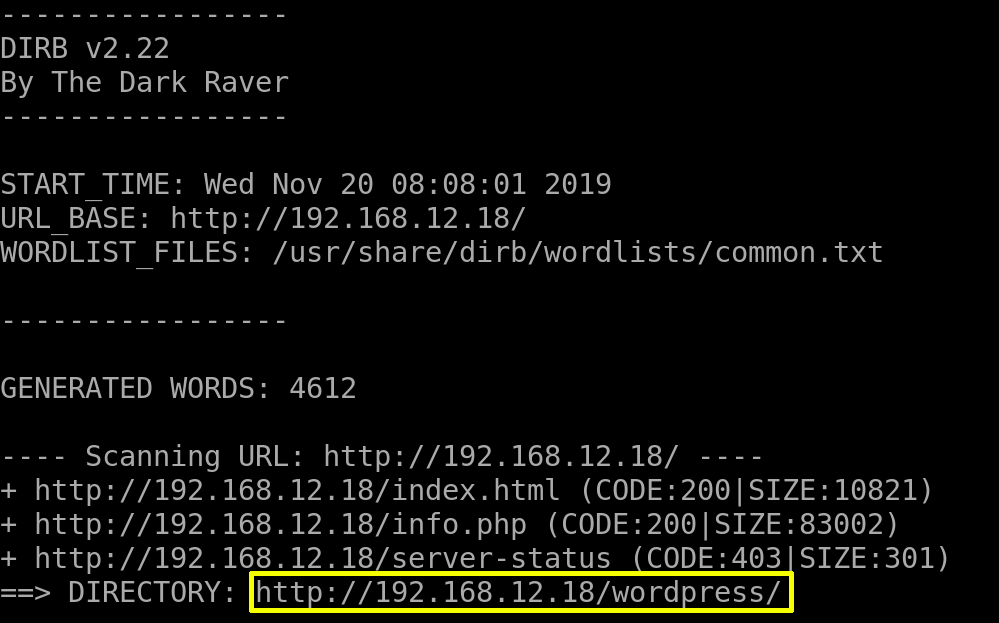 -----------------
DIRB v2.22
By The Dark Raver
-----------------
START_TIME: Wed Nov 20 08:08:01 2019
URL_BASE: http://192.168.12.18/
WORDLIST_FILES: /usr/share/dirb/wordlists/common.txt
-----------------
GENERATED WORDS: 4612
---- Scanning URL: http://192.168.12.18/ ----
+ http://192.168.12.18/index.html (CODE:200|SIZE:10821)
+ http://192.168.12.18/info.php (CODE:200|SIZE:83002)
+ http://192.168.12.18/server-status (CODE:403|SIZE:301)
==> DIRECTORY: http://192.168.12.18/wordpress/